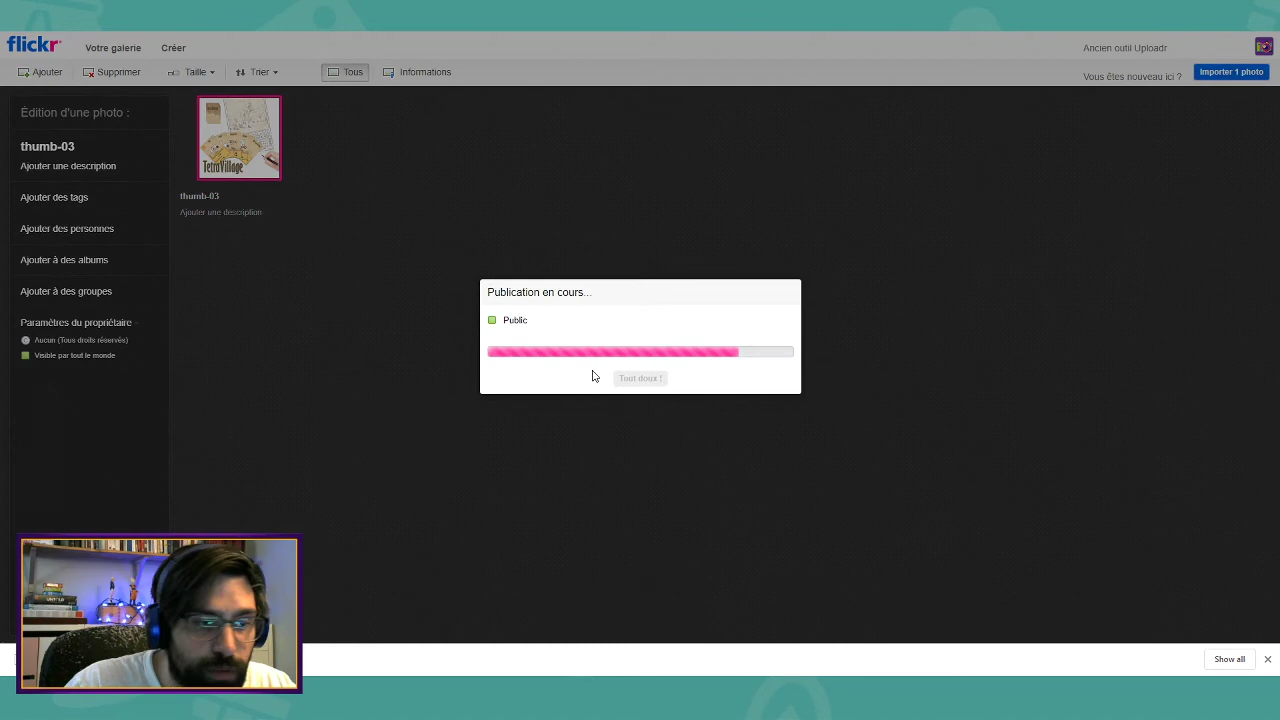 flickr
Votre galerie
Créer
Ancien outil Uploadr
Ajouter
Supprimer
Taille
Trier
Tous
Informations
Vous êtes nouveau ici ?
Importer 1 photo
Édition d'une photo :
thumb-03
Ajouter une description
Ajouter des tags
Ajouter des personnes
Ajouter à des albums
Ajouter à des groupes
Paramètres du propriétaire
Aucun (Tous droits réservés)
Visible par tout le monde
TetroVillage
thumb-03
Ajouter une description
Publication en cours...
Public
Tout doux !
Show all